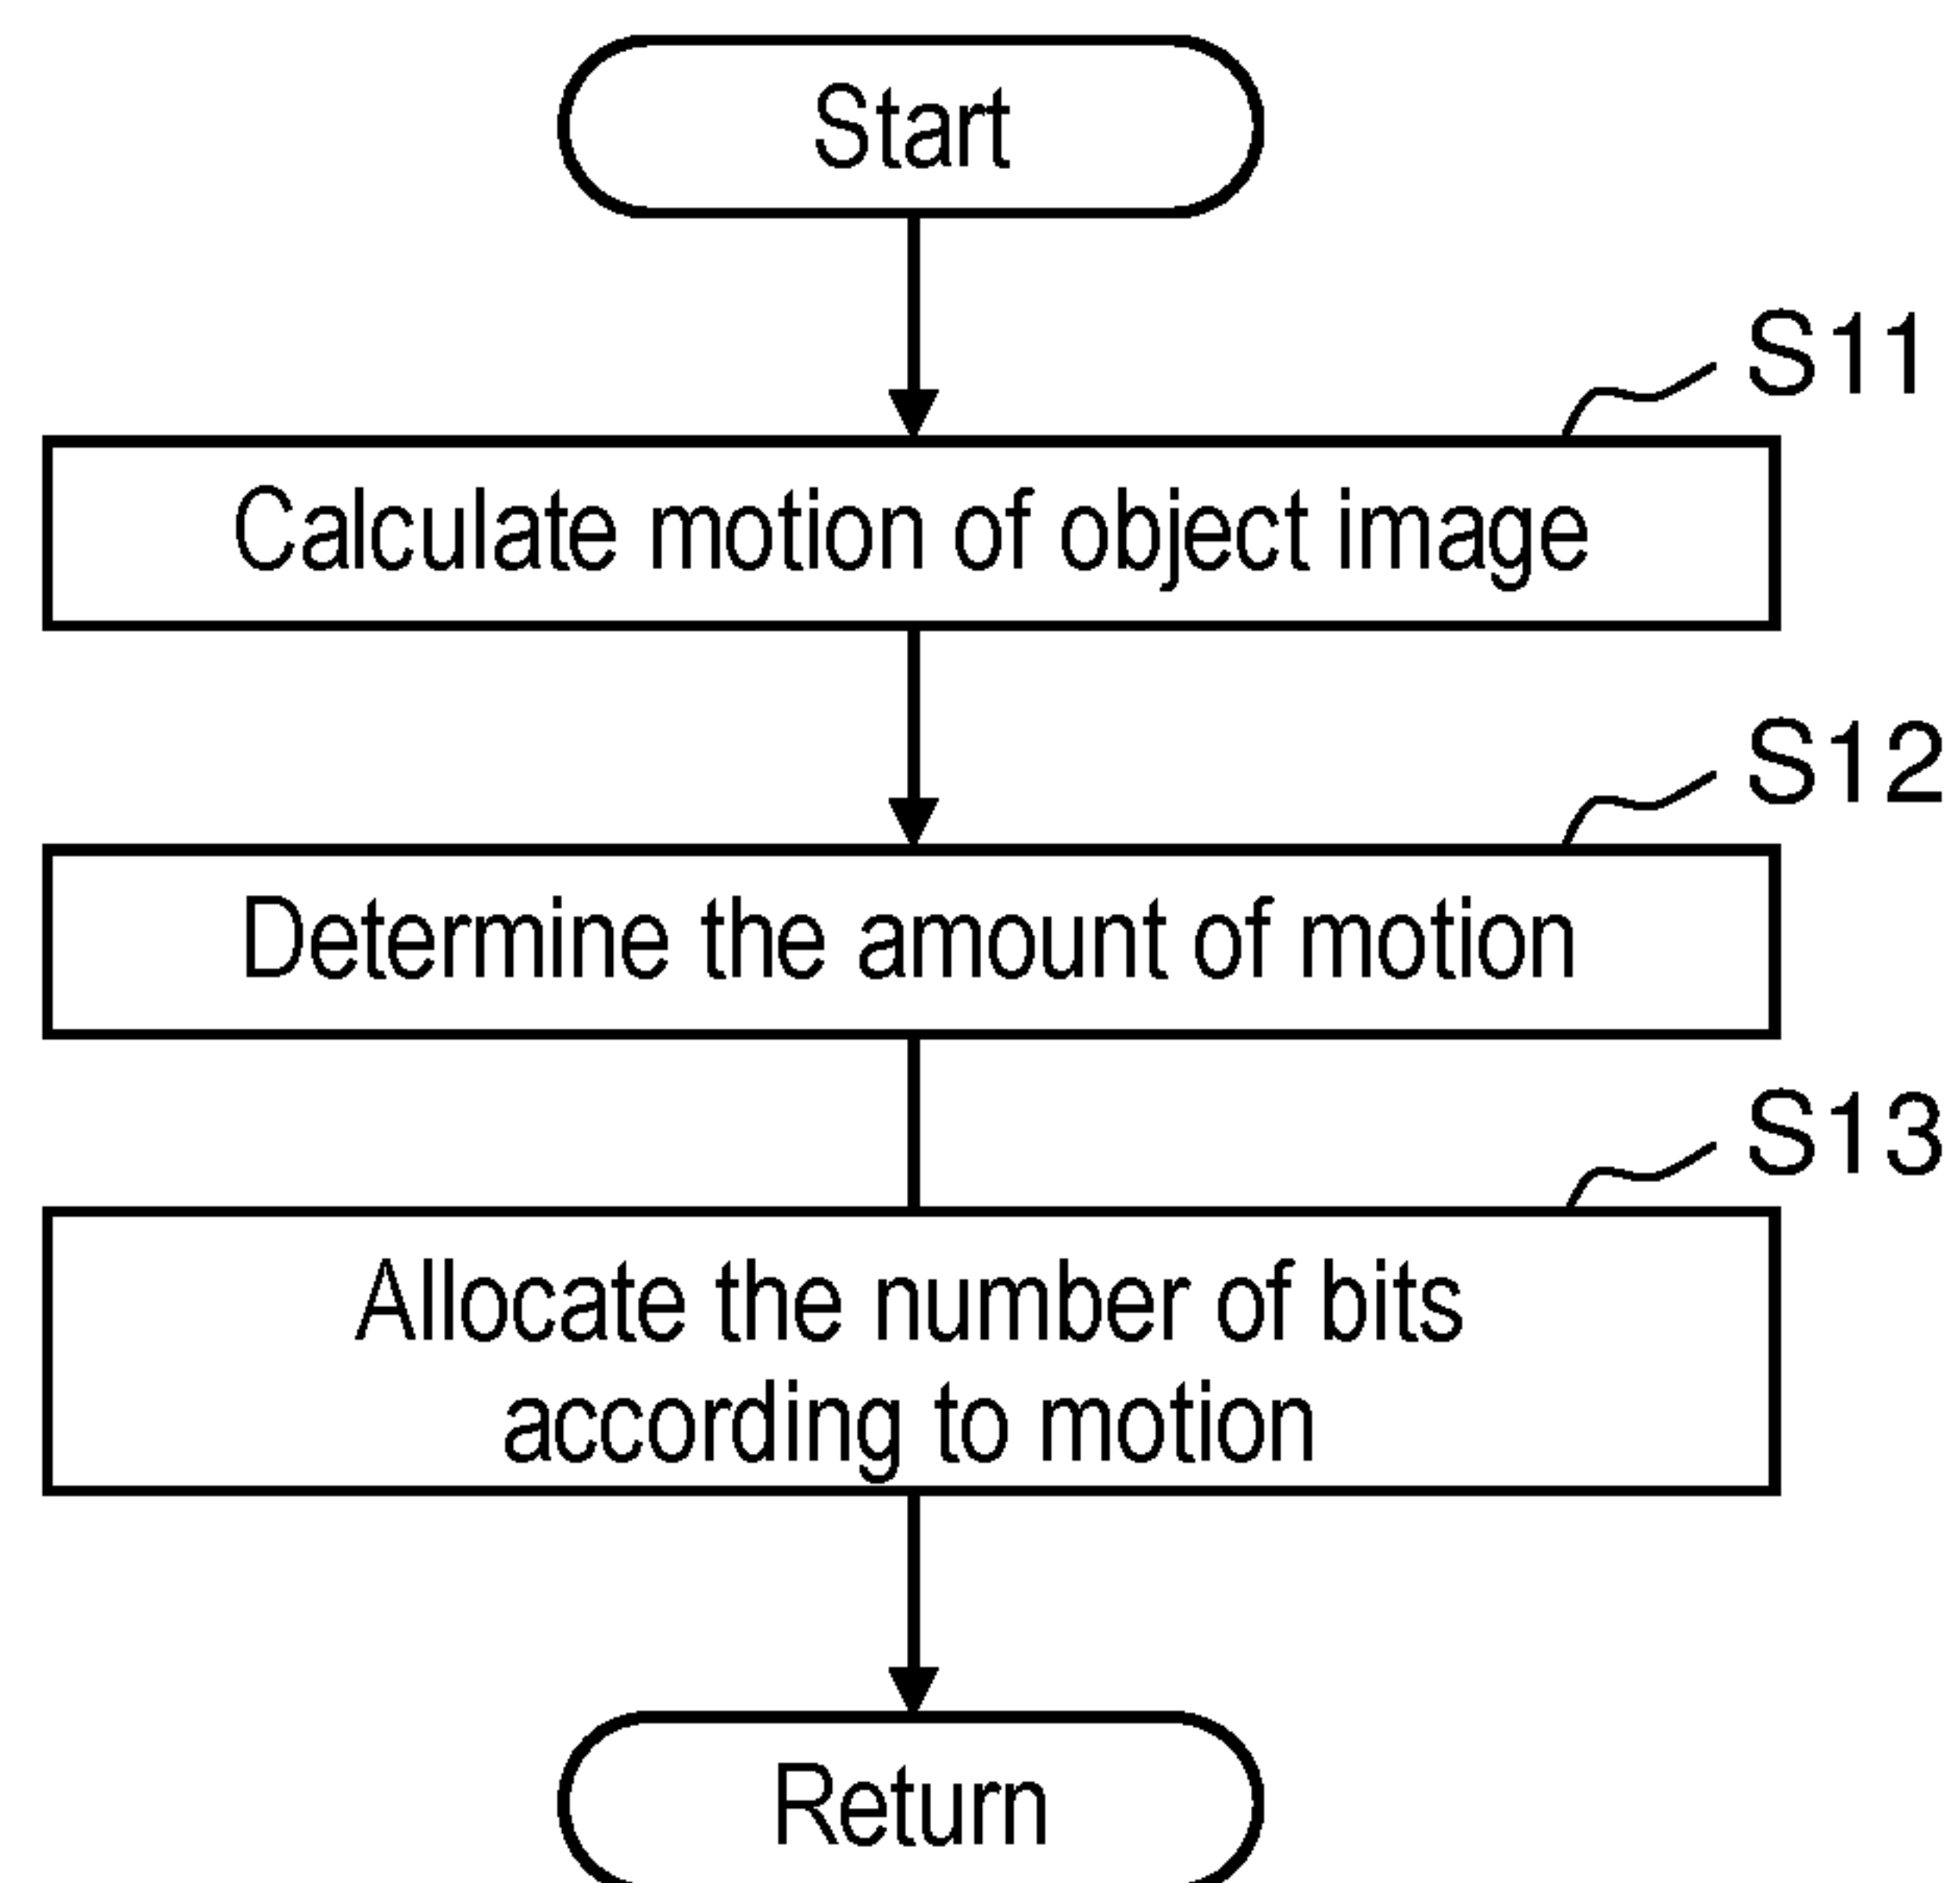 Start
S11
Calculate motion of object image
S12
Determine the amount of motion
S13
Allocate the number of bits
according to motion
Return